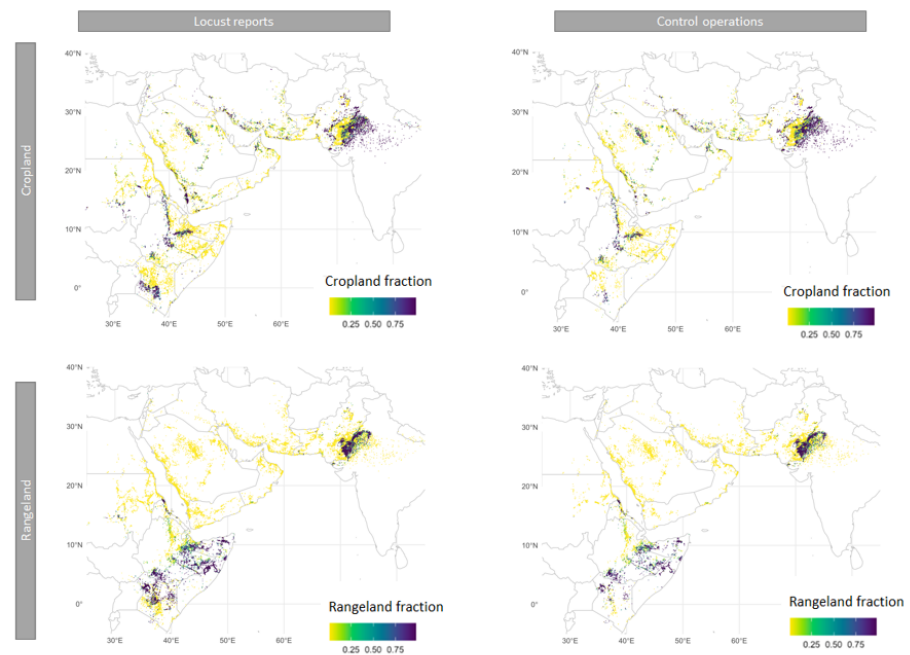 Locust reports
Control operations
Cropland
40°N
30°N
20°N
10°N
0°
30°E 40°E 50°E 60°E
Cropland fraction
0.25 0.50 0.75
40°N
30°N
20°N
10°N
0°
30°E 40°E 50°E 60°E
Cropland fraction
0.25 0.50 0.75
Rangeland
40°N
30°N
20°N
10°N
0°
30°E 40°E 50°E 60°E
Rangeland fraction
0.25 0.50 0.75
40°N
30°N
20°N
10°N
0°
30°E 40°E 50°E 60°E
Rangeland fraction
0.25 0.50 0.75